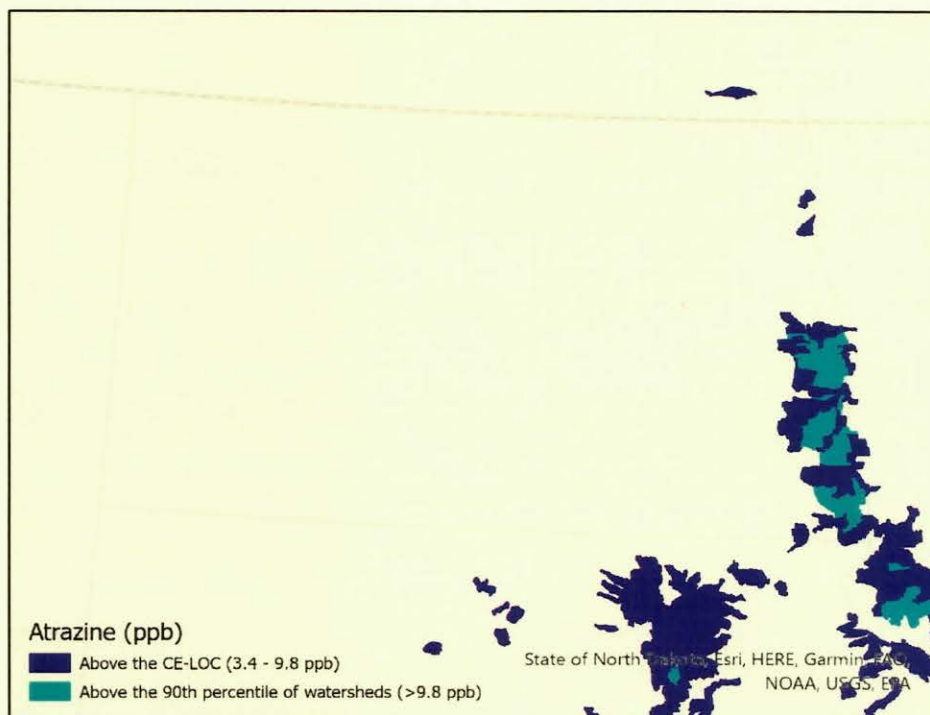 Atrazine (ppb)
Above the CE-LOC (3.4 - 9.8 ppb)
Above the 90th percentile of watersheds (>9.8 ppb)
State of North Dakota, Esri, HERE, Garmin, FAO,
NOAA, USGS, EPA